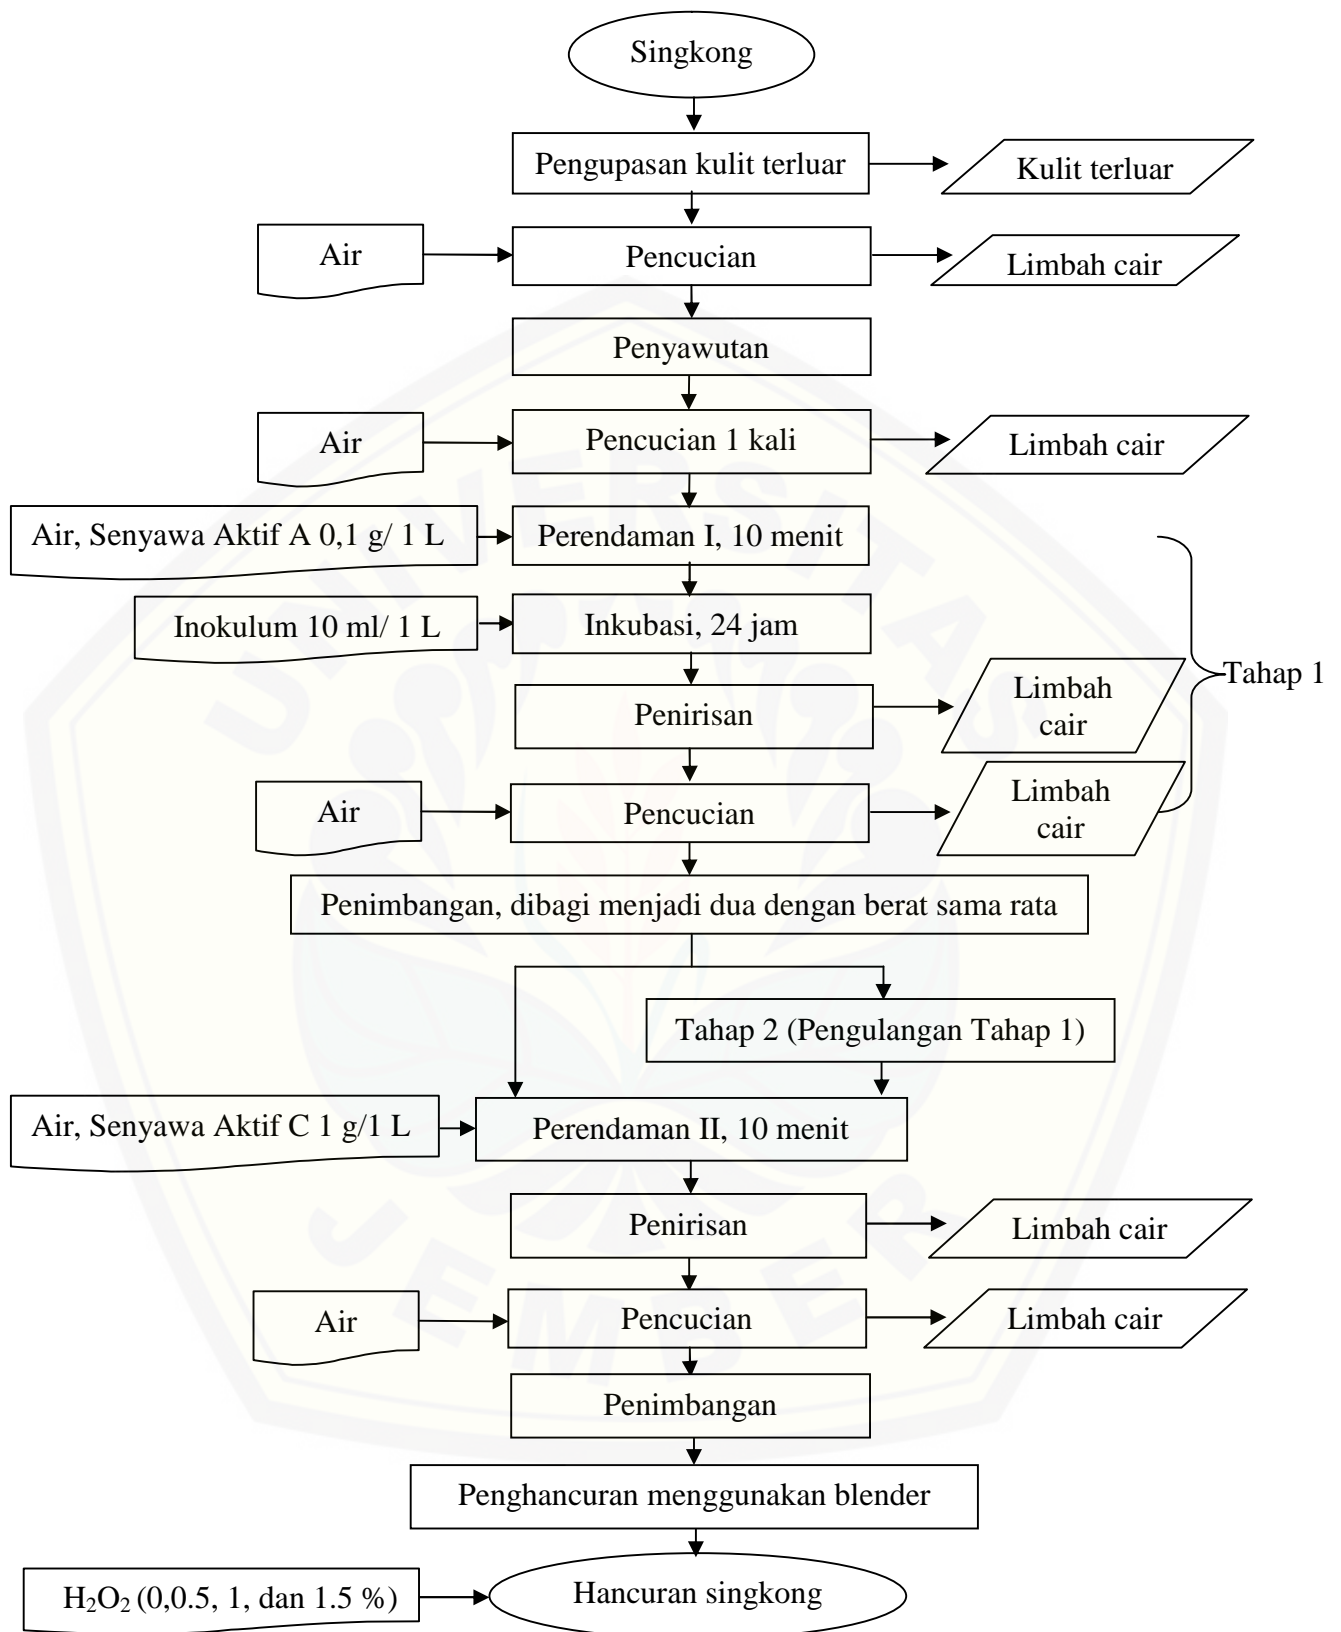 Singkong
Pengupasan kulit terluar
Kulit terluar
Air
Pencucian
Limbah cair
Penyawutan
Air
Pencucian 1 kali
Limbah cair
Air, Senyawa Aktif A 0,1 g/ 1 L
Perendaman I, 10 menit
Inokulum 10 ml/ 1 L
Inkubasi, 24 jam
Penirisan
Limbah
cair
Tahap 1
Air
Pencucian
Limbah
cair
Penimbangan, dibagi menjadi dua dengan berat sama rata
Tahap 2 (Pengulangan Tahap 1)
Air, Senyawa Aktif C 1 g/1 L
Perendaman II, 10 menit
Penirisan
Limbah cair
Air
Pencucian
Limbah cair
Penimbangan
Penghancuran menggunakan blender
H₂O₂ (0,0.5, 1, dan 1.5 %)
Hancuran singkong
UNIVERSITAS
JEMBER